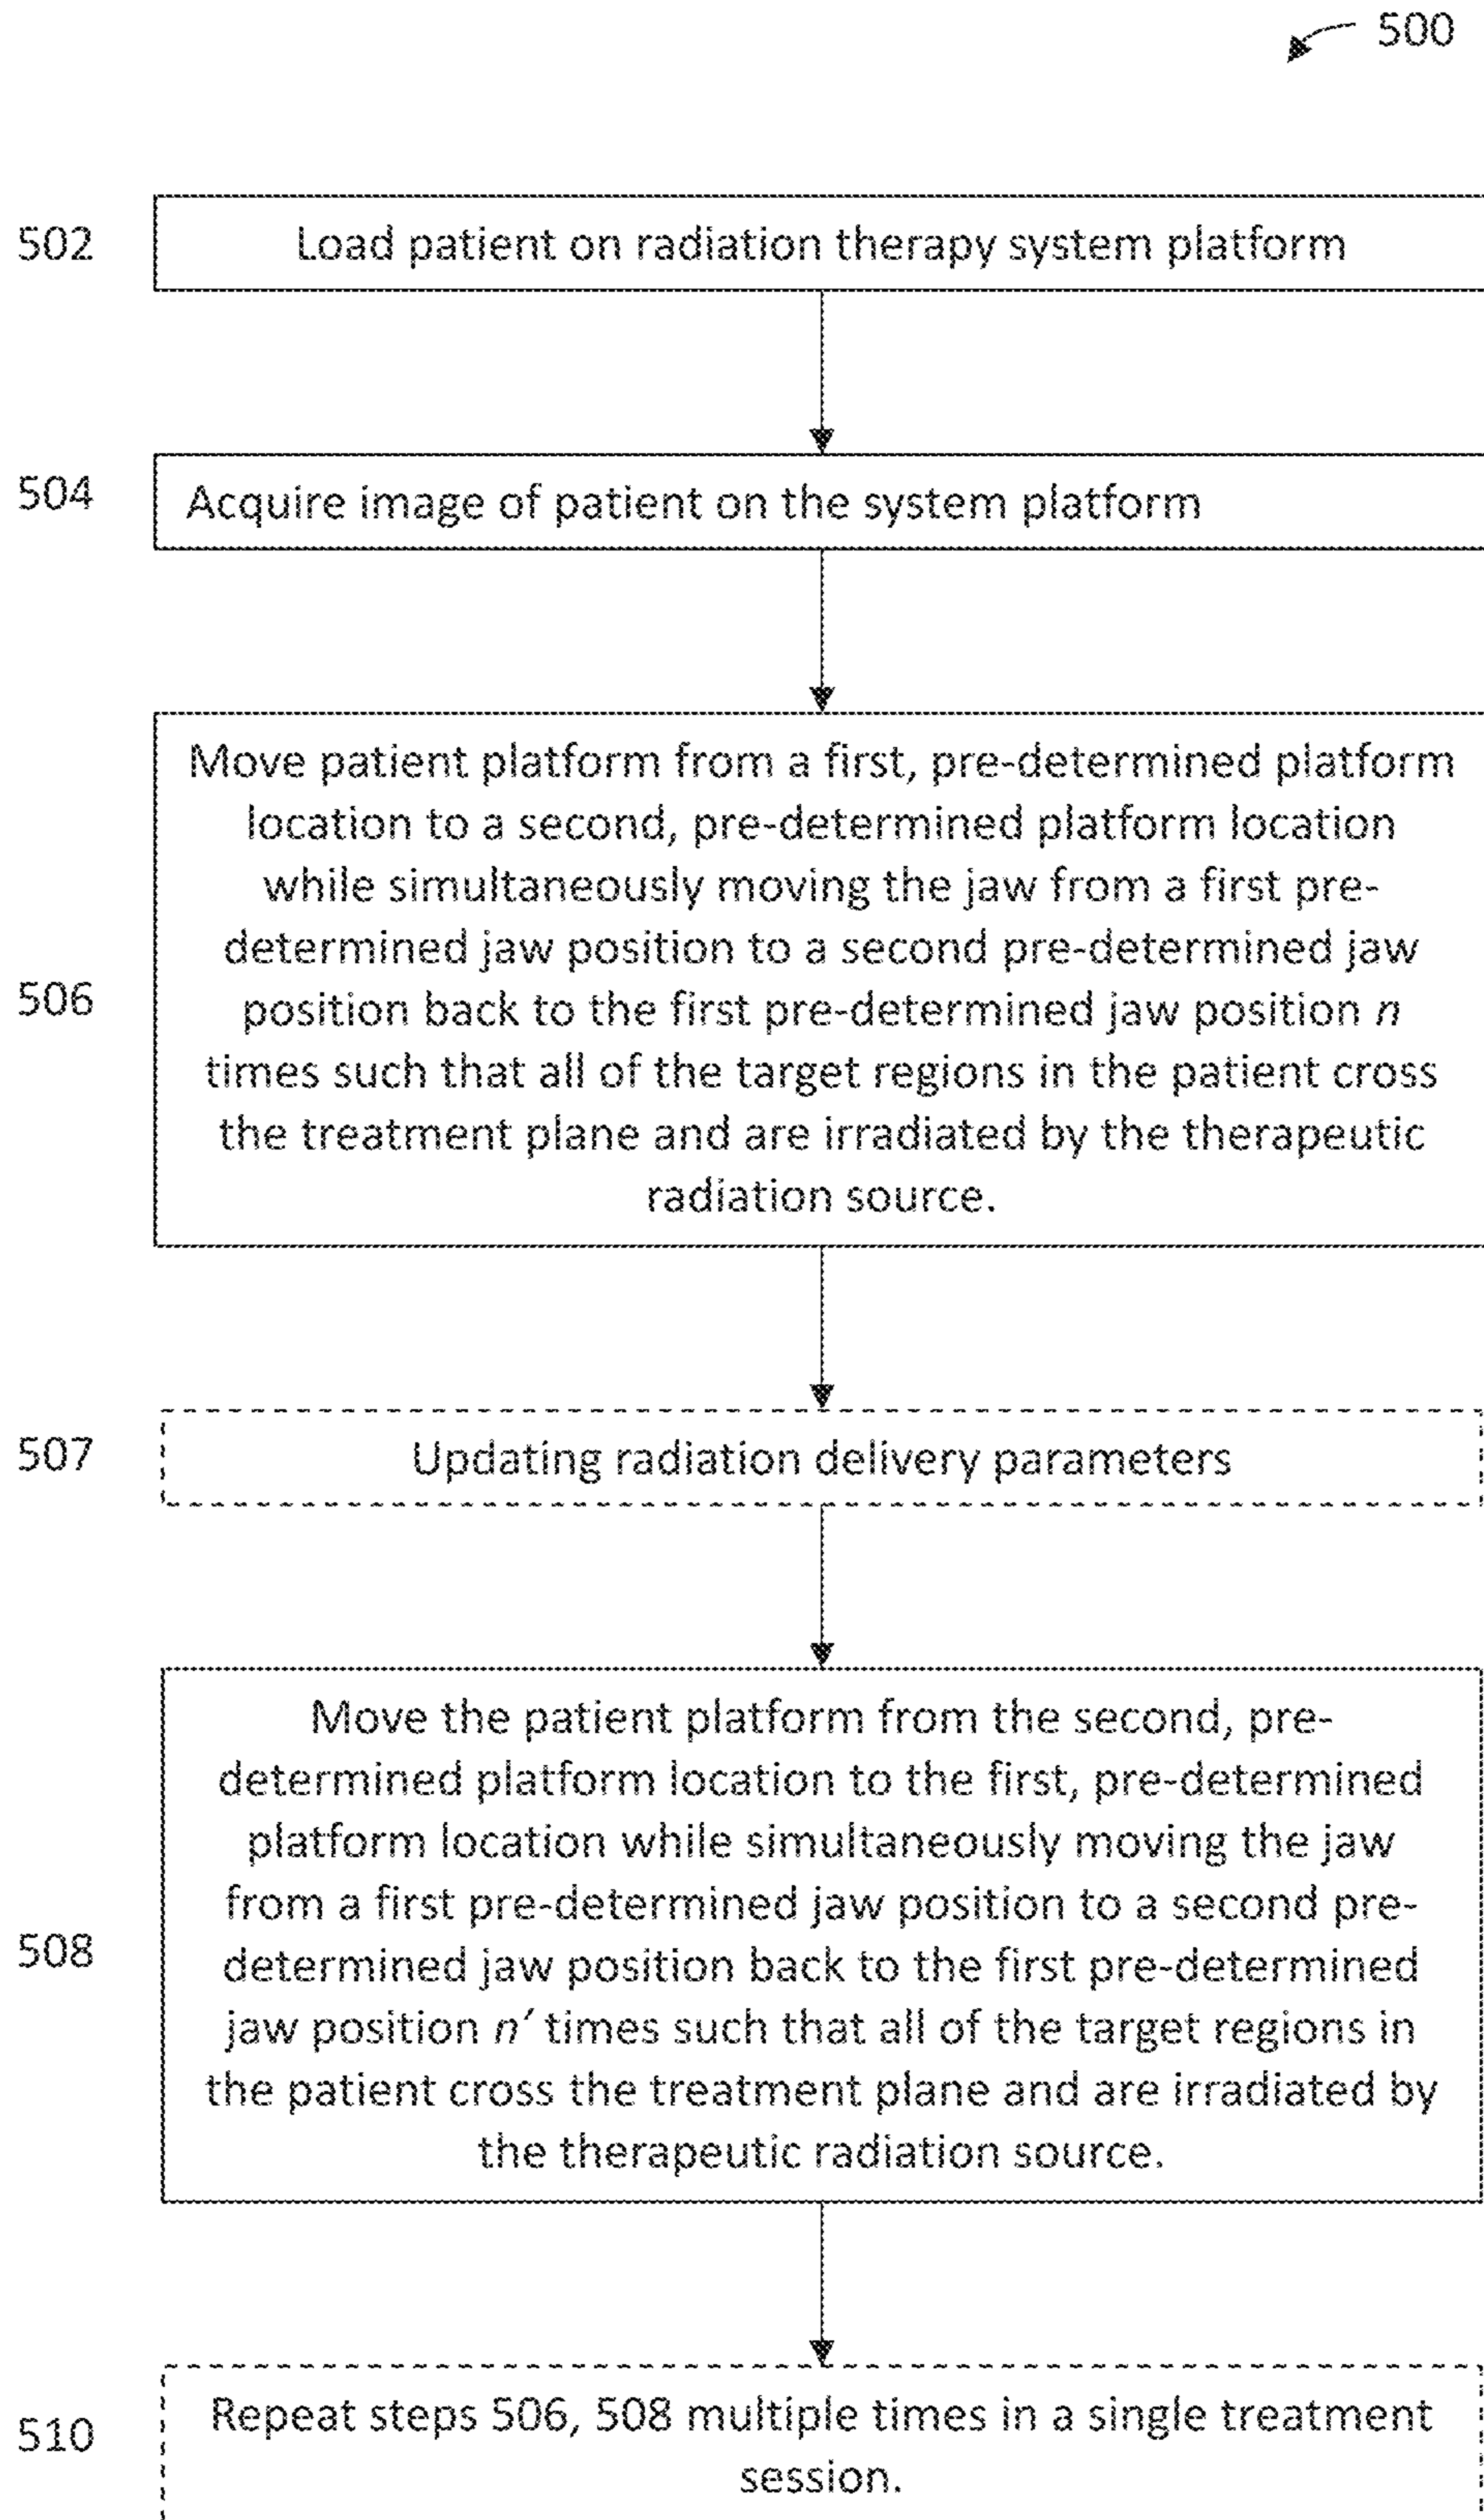 500
502
Load patient on radiation therapy system platform
504
Acquire image of patient on the system platform
506
Move patient platform from a first, pre-determined platform
location to a second, pre-determined platform location
while simultaneously moving the jaw from a first pre-
determined jaw position to a second pre-determined jaw
position back to the first pre-determined jaw position n
times such that all of the target regions in the patient cross
the treatment plane and are irradiated by the therapeutic
radiation source.
507
Updating radiation delivery parameters
508
Move the patient platform from the second, pre-
determined platform location to the first, pre-determined
platform location while simultaneously moving the jaw
from a first pre-determined jaw position to a second pre-
determined jaw position back to the first pre-determined
jaw position n' times such that all of the target regions in
the patient cross the treatment plane and are irradiated by
the therapeutic radiation source.
510
Repeat steps 506, 508 multiple times in a single treatment
session.